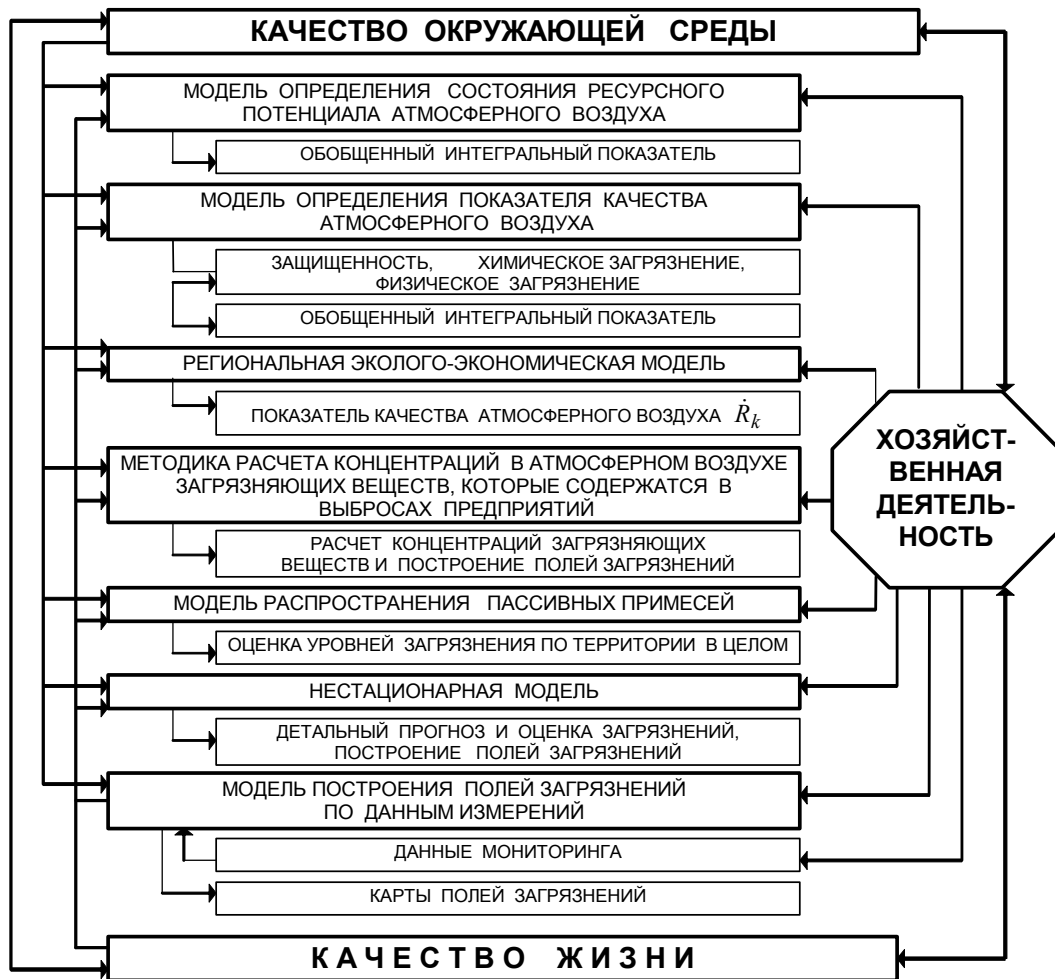 КАЧЕСТВО ОКРУЖАЮЩЕЙ СРЕДЫ
МОДЕЛЬ ОПРЕДЕЛЕНИЯ СОСТОЯНИЯ РЕСУРСНОГО
ПОТЕНЦИАЛА АТМОСФЕРНОГО ВОЗДУХА
ОБОБЩЕННЫЙ ИНТЕГРАЛЬНЫЙ ПОКАЗАТЕЛЬ
МОДЕЛЬ ОПРЕДЕЛЕНИЯ ПОКАЗАТЕЛЯ КАЧЕСТВА
АТМОСФЕРНОГО ВОЗДУХА
ЗАЩИЩЕННОСТЬ, ХИМИЧЕСКОЕ ЗАГРЯЗНЕНИЕ,
ФИЗИЧЕСКОЕ ЗАГРЯЗНЕНИЕ
ОБОБЩЕННЫЙ ИНТЕГРАЛЬНЫЙ ПОКАЗАТЕЛЬ
РЕГИОНАЛЬНАЯ ЭКОЛОГО-ЭКОНОМИЧЕСКАЯ МОДЕЛЬ
ПОКАЗАТЕЛЬ КАЧЕСТВА АТМОСФЕРНОГО ВОЗДУХА Ṙk
МЕТОДИКА РАСЧЕТА КОНЦЕНТРАЦИЙ В АТМОСФЕРНОМ ВОЗДУХЕ
ЗАГРЯЗНЯЮЩИХ ВЕЩЕСТВ, КОТОРЫЕ СОДЕРЖАТСЯ В
ВЫБРОСАХ ПРЕДПРИЯТИЙ
РАСЧЕТ КОНЦЕНТРАЦИЙ ЗАГРЯЗНЯЮЩИХ
ВЕЩЕСТВ И ПОСТРОЕНИЕ ПОЛЕЙ ЗАГРЯЗНЕНИЙ
МОДЕЛЬ РАСПРОСТРАНЕНИЯ ПАССИВНЫХ ПРИМЕСЕЙ
ОЦЕНКА УРОВНЕЙ ЗАГРЯЗНЕНИЯ ПО ТЕРРИТОРИИ В ЦЕЛОМ
НЕСТАЦИОНАРНАЯ МОДЕЛЬ
ДЕТАЛЬНЫЙ ПРОГНОЗ И ОЦЕНКА ЗАГРЯЗНЕНИЙ,
ПОСТРОЕНИЕ ПОЛЕЙ ЗАГРЯЗНЕНИЙ
МОДЕЛЬ ПОСТРОЕНИЯ ПОЛЕЙ ЗАГРЯЗНЕНИЙ
ПО ДАННЫМ ИЗМЕРЕНИЙ
ДАННЫЕ МОНИТОРИНГА
КАРТЫ ПОЛЕЙ ЗАГРЯЗНЕНИЙ
КАЧЕСТВО ЖИЗНИ
ХОЗЯЙСТ-
ВЕННАЯ
ДЕЯТЕЛЬ-
НОСТЬ